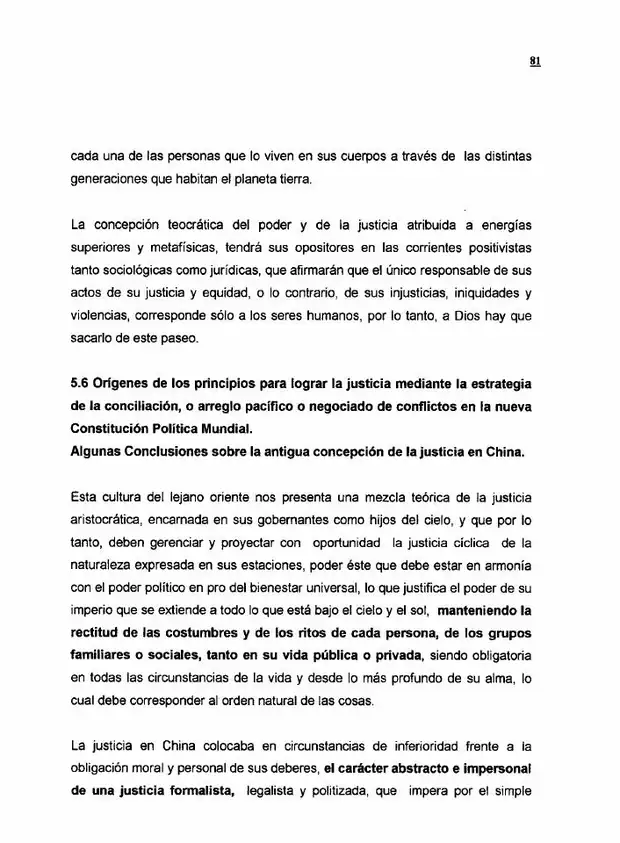 81
cada una de las personas que lo viven en sus cuerpos a través de las distintas
generaciones que habitan el planeta tierra.
La concepción teocrática del poder y de la justicia atribuida a energías
superiores y metafísicas, tendrá sus opositores en las corrientes positivistas
tanto sociológicas como jurídicas, que afirmarán que el único responsable de sus
actos de su justicia y equidad, o lo contrario, de sus injusticias, iniquidades y
violencias, corresponde sólo a los seres humanos, por lo tanto, a Dios hay que
sacarlo de este paseo.
5.6 Orígenes de los principios para lograr la justicia mediante la estrategia
de la conciliación, o arreglo pacífico o negociado de conflictos en la nueva
Constitución Política Mundial.
Algunas Conclusiones sobre la antigua concepción de la justicia en China.
Esta cultura del lejano oriente nos presenta una mezcla teórica de la justicia
aristocrática, encarnada en sus gobernantes como hijos del cielo, y que por lo
tanto, deben gerenciar y proyectar con oportunidad la justicia cíclica de la
naturaleza expresada en sus estaciones, poder éste que debe estar en armonía
con el poder político en pro del bienestar universal, lo que justifica el poder de su
imperio que se extiende a todo lo que está bajo el cielo y el sol, manteniendo la
rectitud de las costumbres y de los ritos de cada persona, de los grupos
familiares o sociales, tanto en su vida pública o privada, siendo obligatoria
en todas las circunstancias de la vida y desde lo más profundo de su alma, lo
cual debe corresponder al orden natural de las cosas.
La justicia en China colocaba en circunstancias de inferioridad frente a la
obligación moral y personal de sus deberes, el carácter abstracto e impersonal
de una justicia formalista, legalista y politizada, que impera por el simple